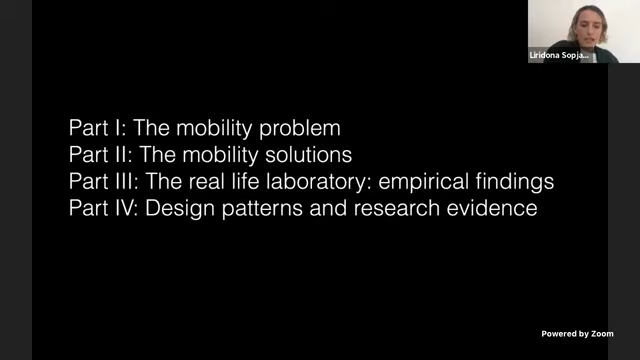 Liridona Sopja...
Part I: The mobility problem
Part II: The mobility solutions
Part III: The real life laboratory: empirical findings
Part IV: Design patterns and research evidence
Powered by Zoom